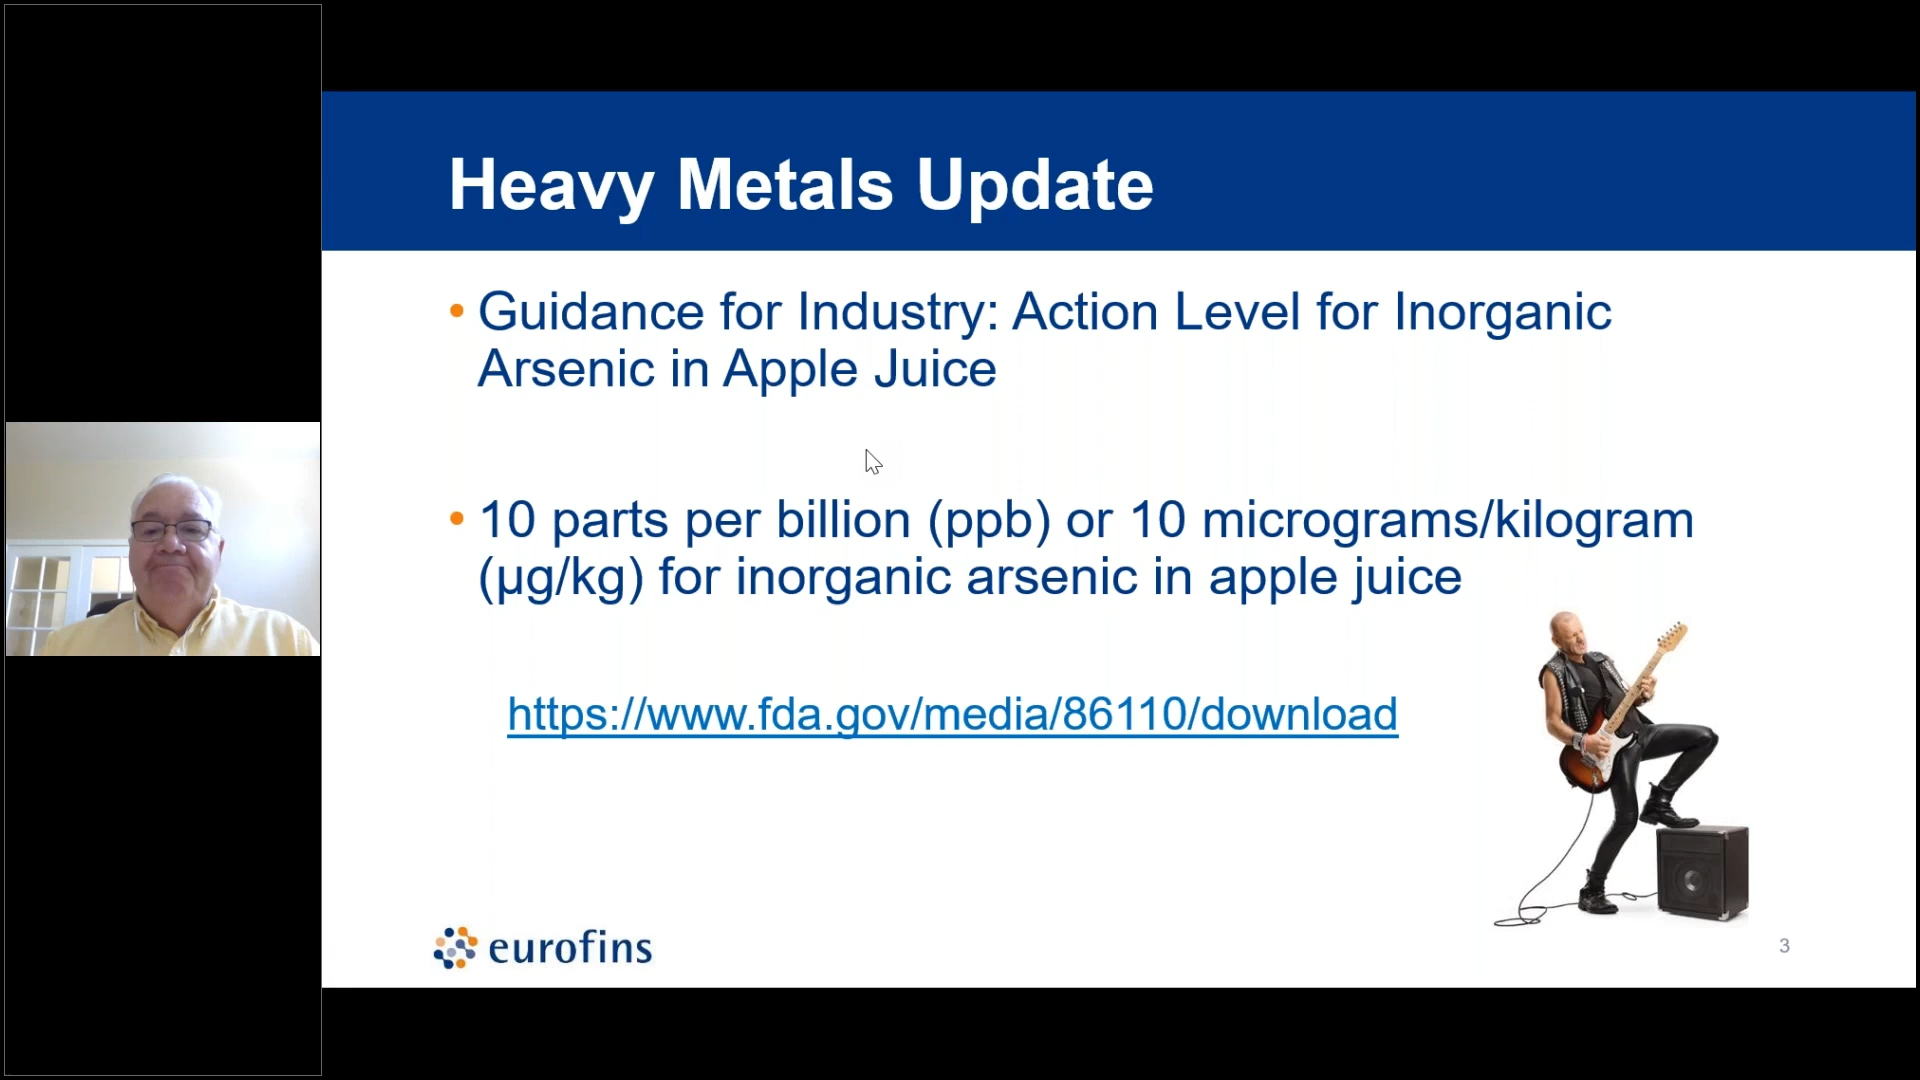 Heavy Metals Update
• Guidance for Industry: Action Level for Inorganic
Arsenic in Apple Juice
• 10 parts per billion (ppb) or 10 micrograms/kilogram
(µg/kg) for inorganic arsenic in apple juice
https://www.fda.gov/media/86110/download
eurofins
3